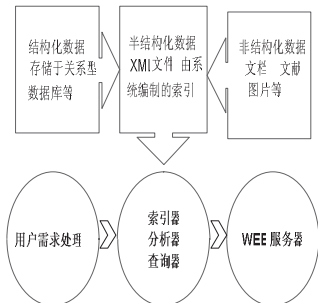 结构化数据
存储于关系型
数据库等
半结构化数据
XMI文件 由系
统编制的索引
非结构化数据
文档 文献
图片等
用户需求处理
索引器
分析器
查询器
WEE 服务器